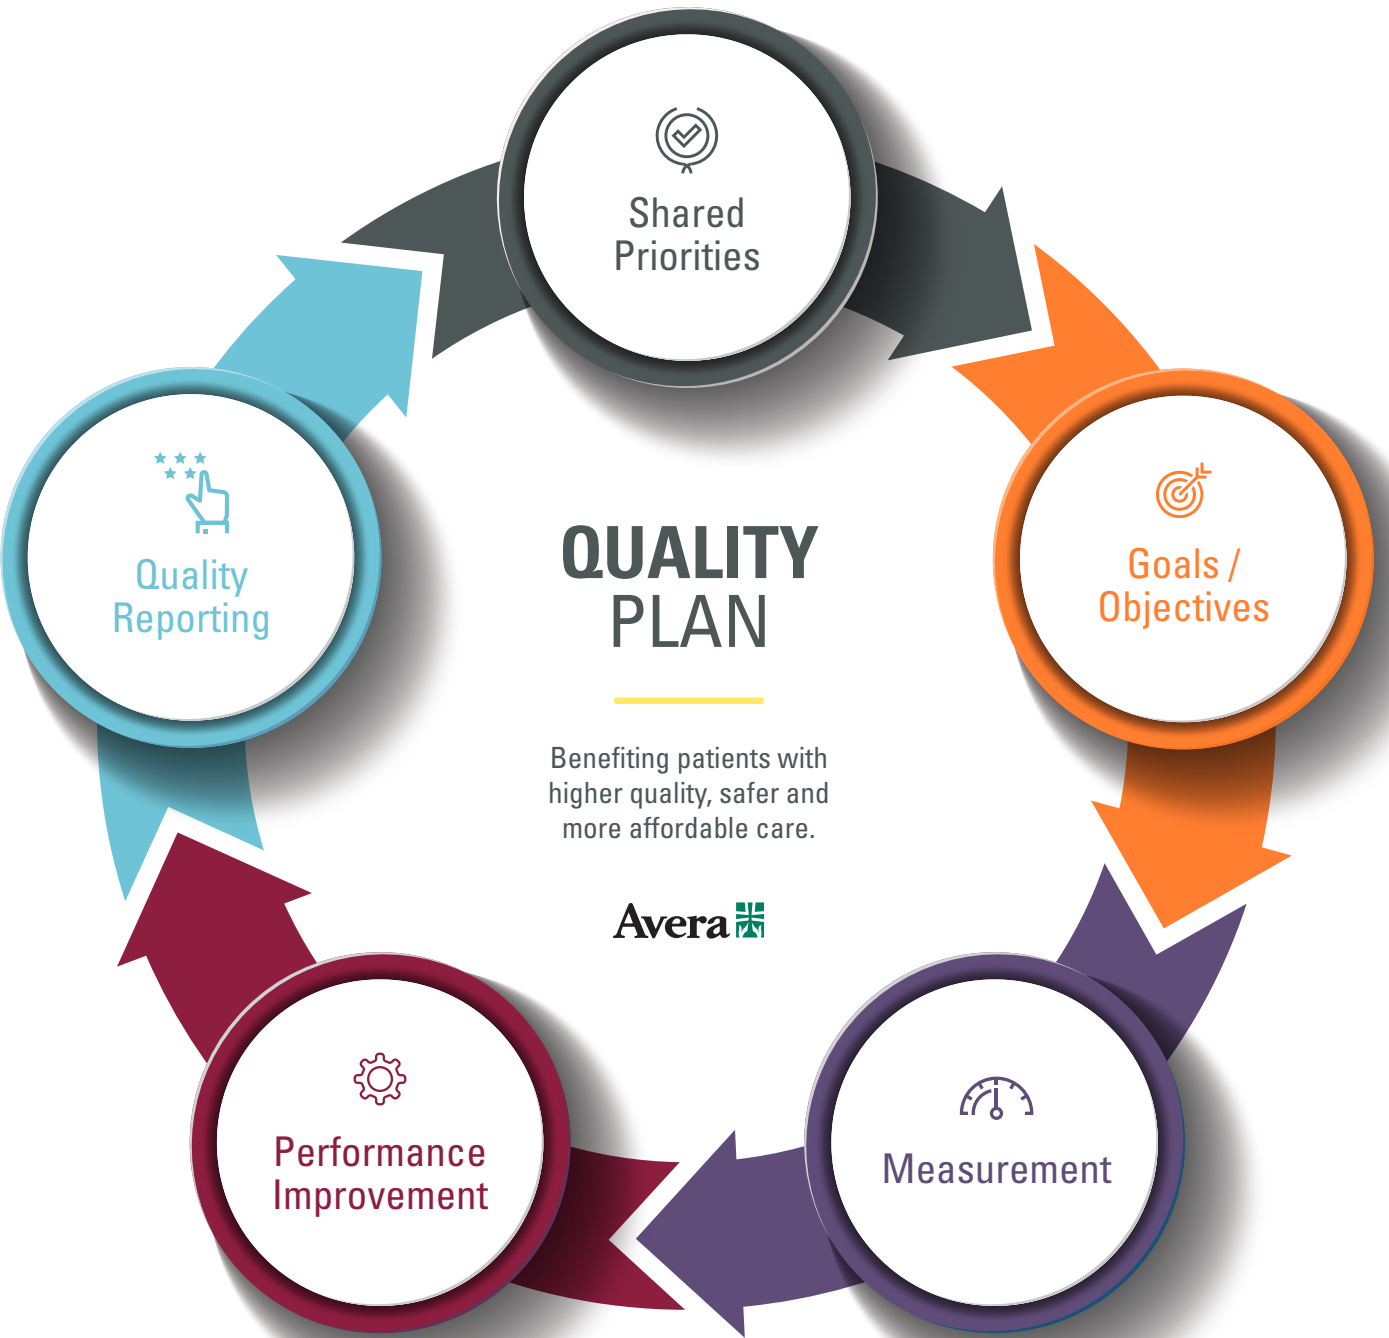 Shared
Priorities
Goals /
Objectives
Measurement
Performance
Improvement
Quality
Reporting
QUALITY
PLAN
Benefiting patients with
higher quality, safer and
more affordable care.
Avera